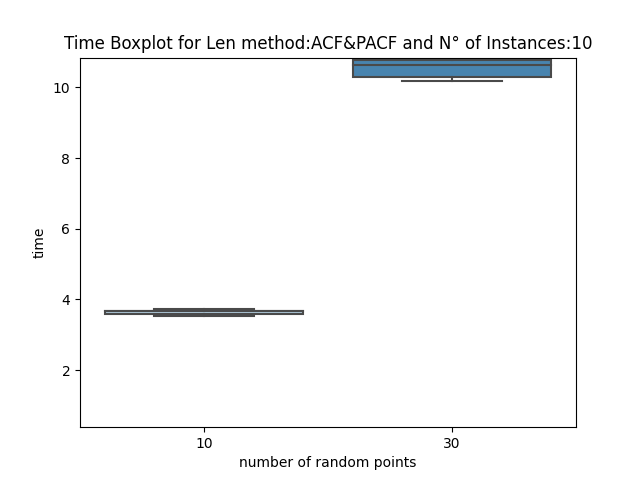 Time Boxplot for Len method:ACF&PACF and N° of Instances:10
10
8
6
4
2
time
10 30
number of random points